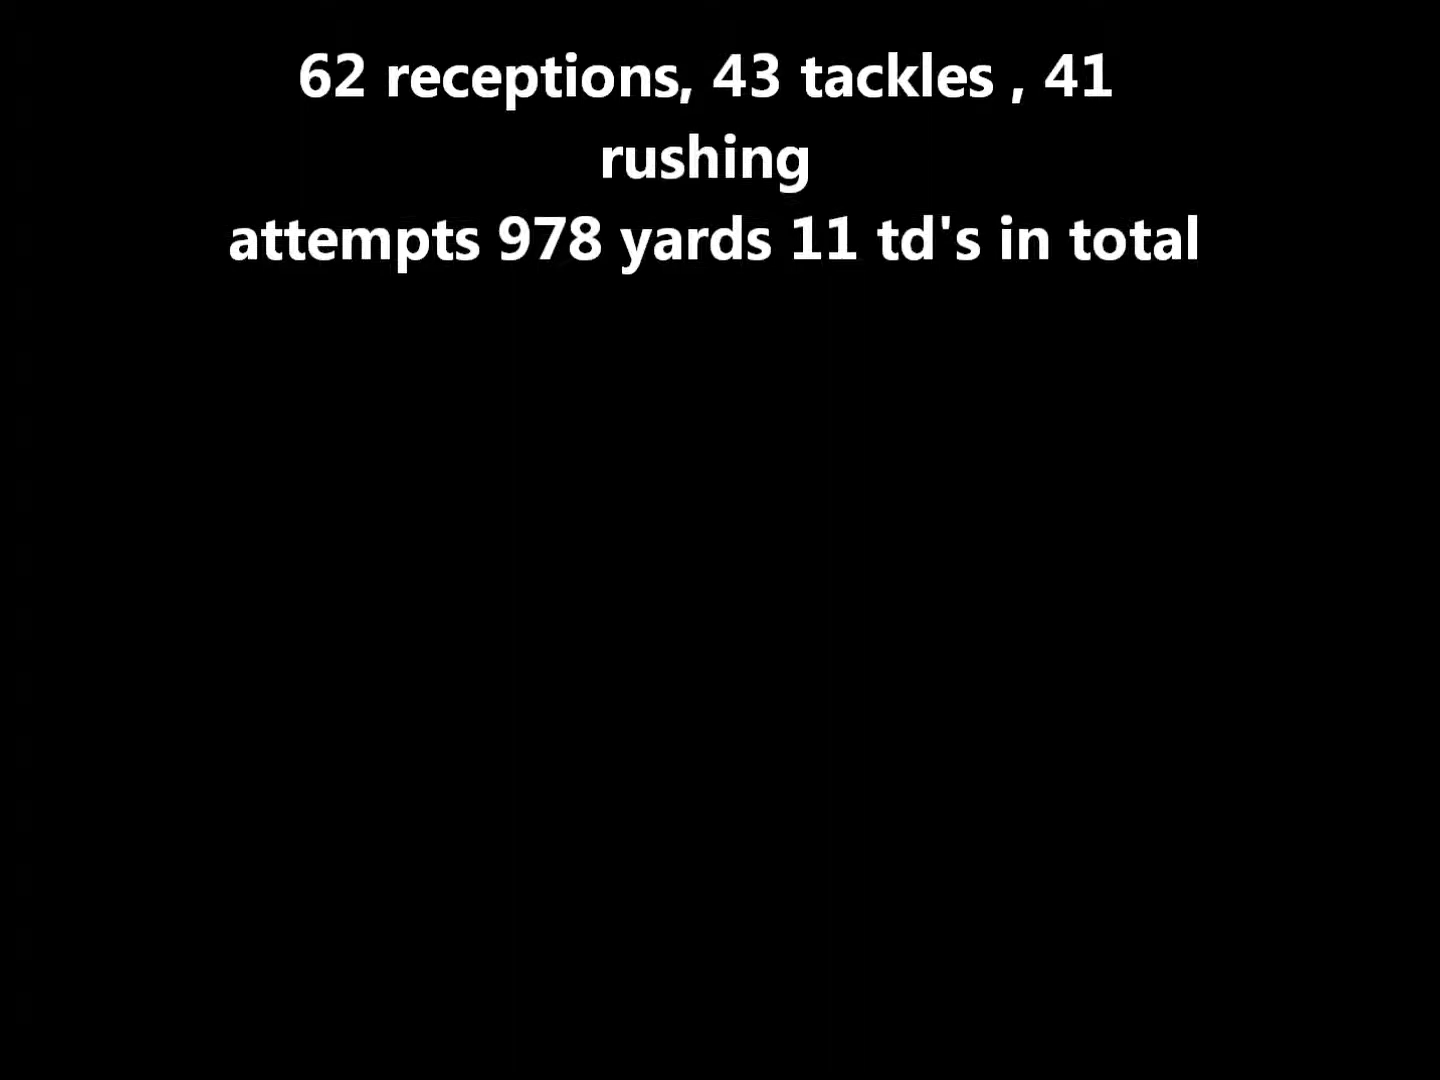 62 receptions, 43 tackles , 41
rushing
attempts 978 yards 11 td's in total